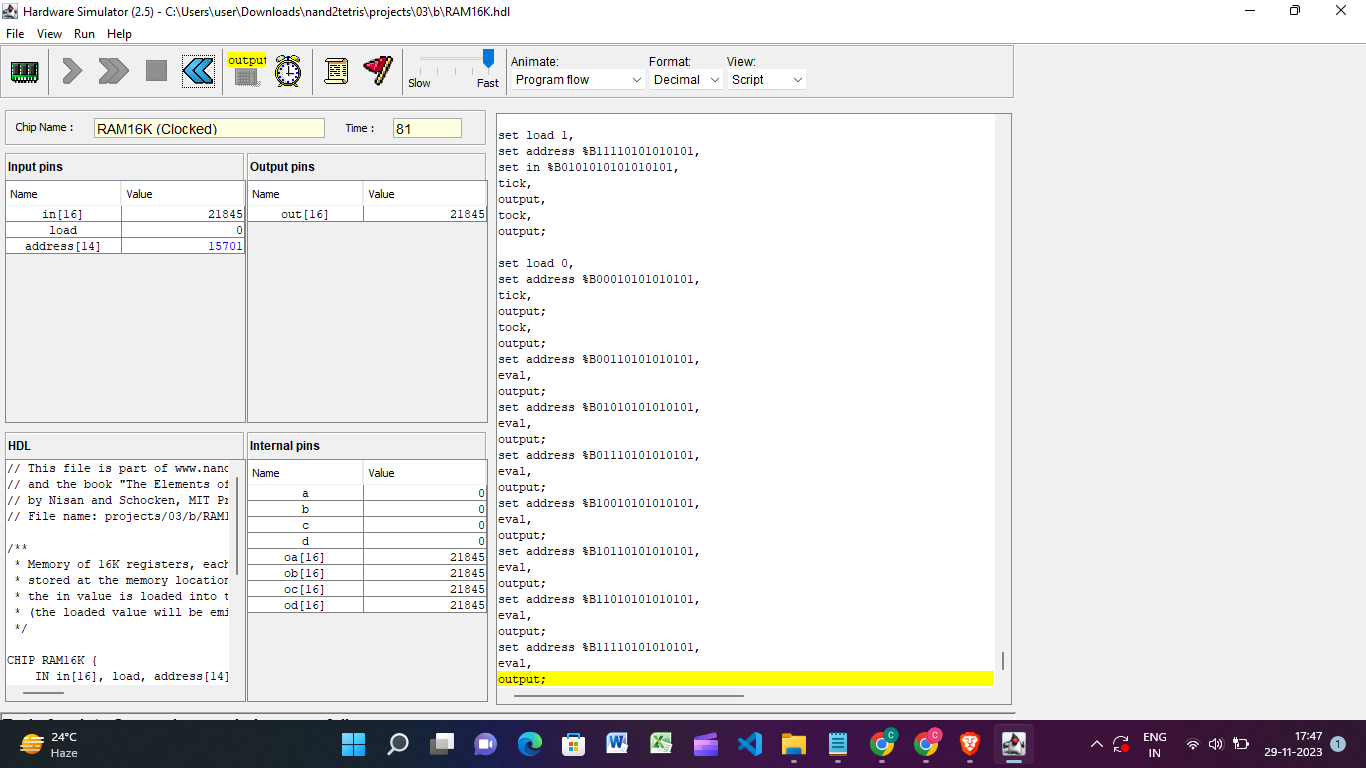 Hardware Simulator (2.5) - C:\Users\user\Downloads\nand2tetris\projects\03\b\RAM16K.hdl
File View Run Help
output
Slow Fast
Animate: Format: View:
Program flow Decimal Script
Chip Name : RAM16K (Clocked) Time : 81
Input pins
Name Value
in[16] 21845
load 0
address[14] 15701
Output pins
Name Value
out[16] 21845
HDL
// This file is part of www.nand
// and the book "The Elements of
// by Nisan and Schocken, MIT Pr
// File name: projects/03/b/RAM1
/**
* Memory of 16K registers, each
* stored at the memory location
* the in value is loaded into t
* (the loaded value will be emi
*/
CHIP RAM16K {
IN in[16], load, address[14]
Internal pins
Name Value
a 0
b 0
c 0
d 0
oa[16] 21845
ob[16] 21845
oc[16] 21845
od[16] 21845
set load 1,
set address %B11110101010101,
set in %B0101010101010101,
tick,
output,
tock,
output;
set load 0,
set address %B00010101010101,
tick,
output;
tock,
output;
set address %B00110101010101,
eval,
output;
set address %B01010101010101,
eval,
output;
set address %B01110101010101,
eval,
output;
set address %B10010101010101,
eval,
output;
set address %B10110101010101,
eval,
output;
set address %B11010101010101,
eval,
output;
set address %B11110101010101,
eval,
output;
24°C
Haze
ENG
IN
17:47
29-11-2023
1